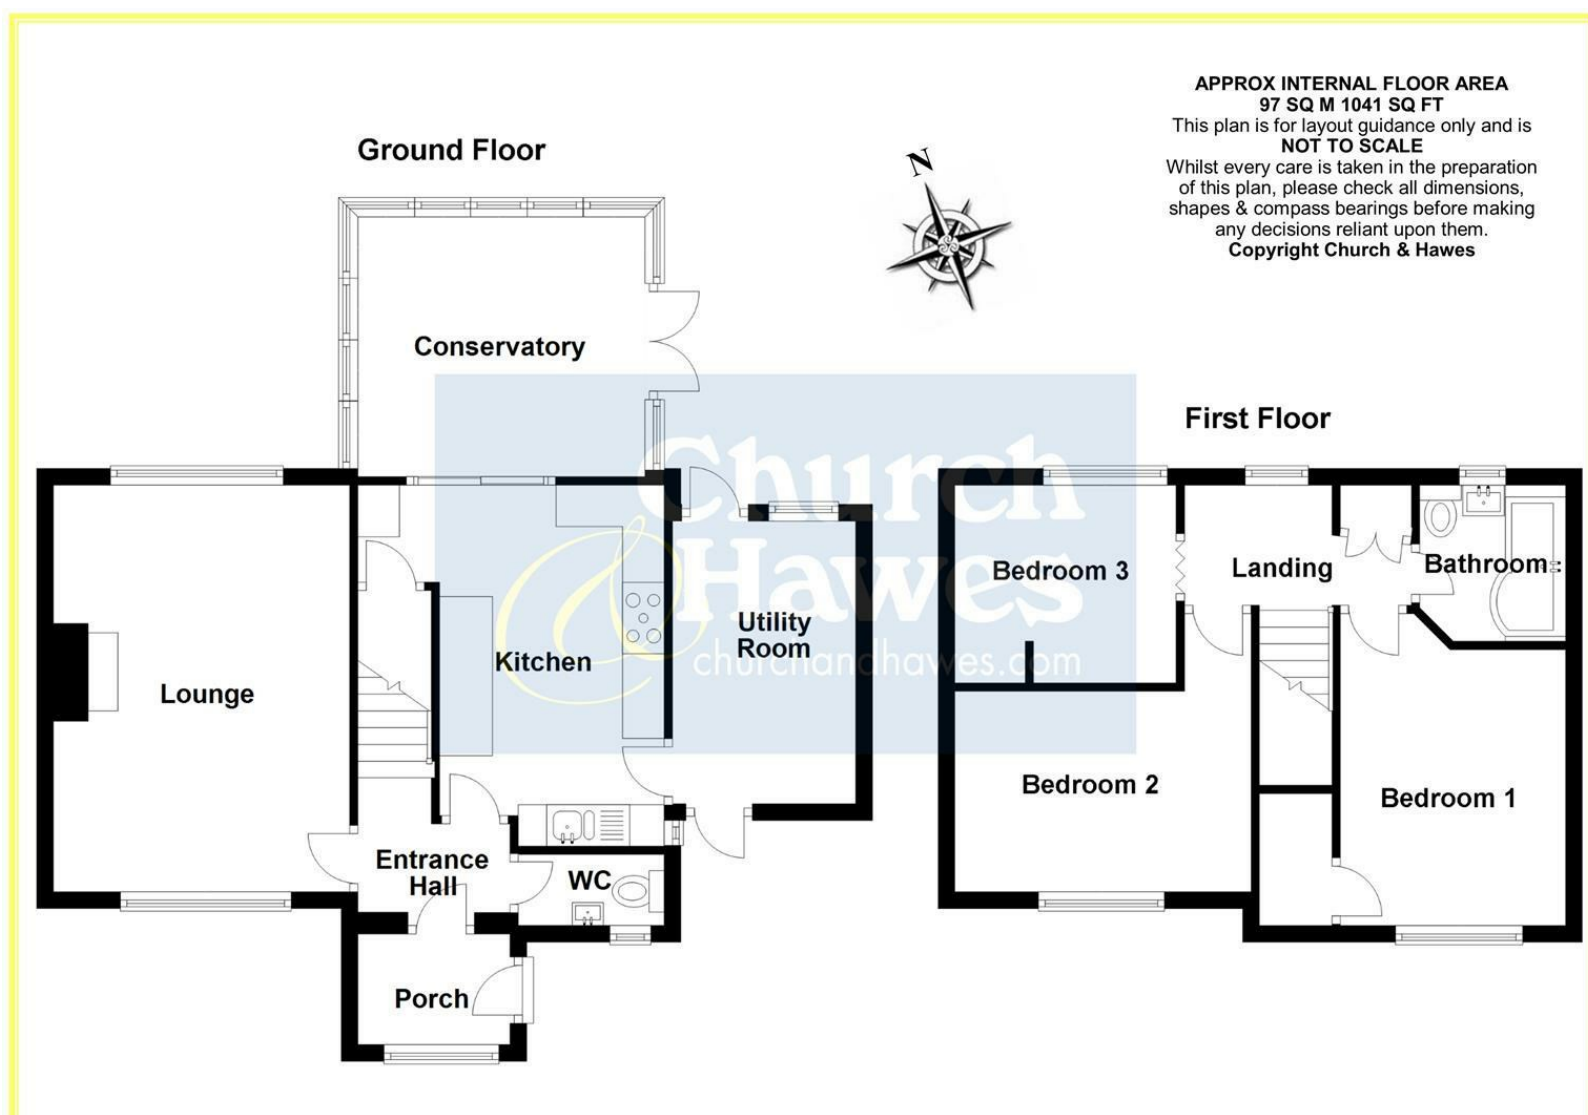 APPROX INTERNAL FLOOR AREA
97 SQ M 1041 SQ FT
This plan is for layout guidance only and is
NOT TO SCALE
Whilst every care is taken in the preparation
of this plan, please check all dimensions,
shapes & compass bearings before making
any decisions reliant upon them.
Copyright Church & Hawes
Ground Floor
N
Conservatory
Lounge
Kitchen
Utility
Room
Entrance
Hall
WC
Porch
First Floor
Bedroom 3
Landing
Bathroom
Bedroom 2
Bedroom 1
Church
& Hawes
churchandhawes.com